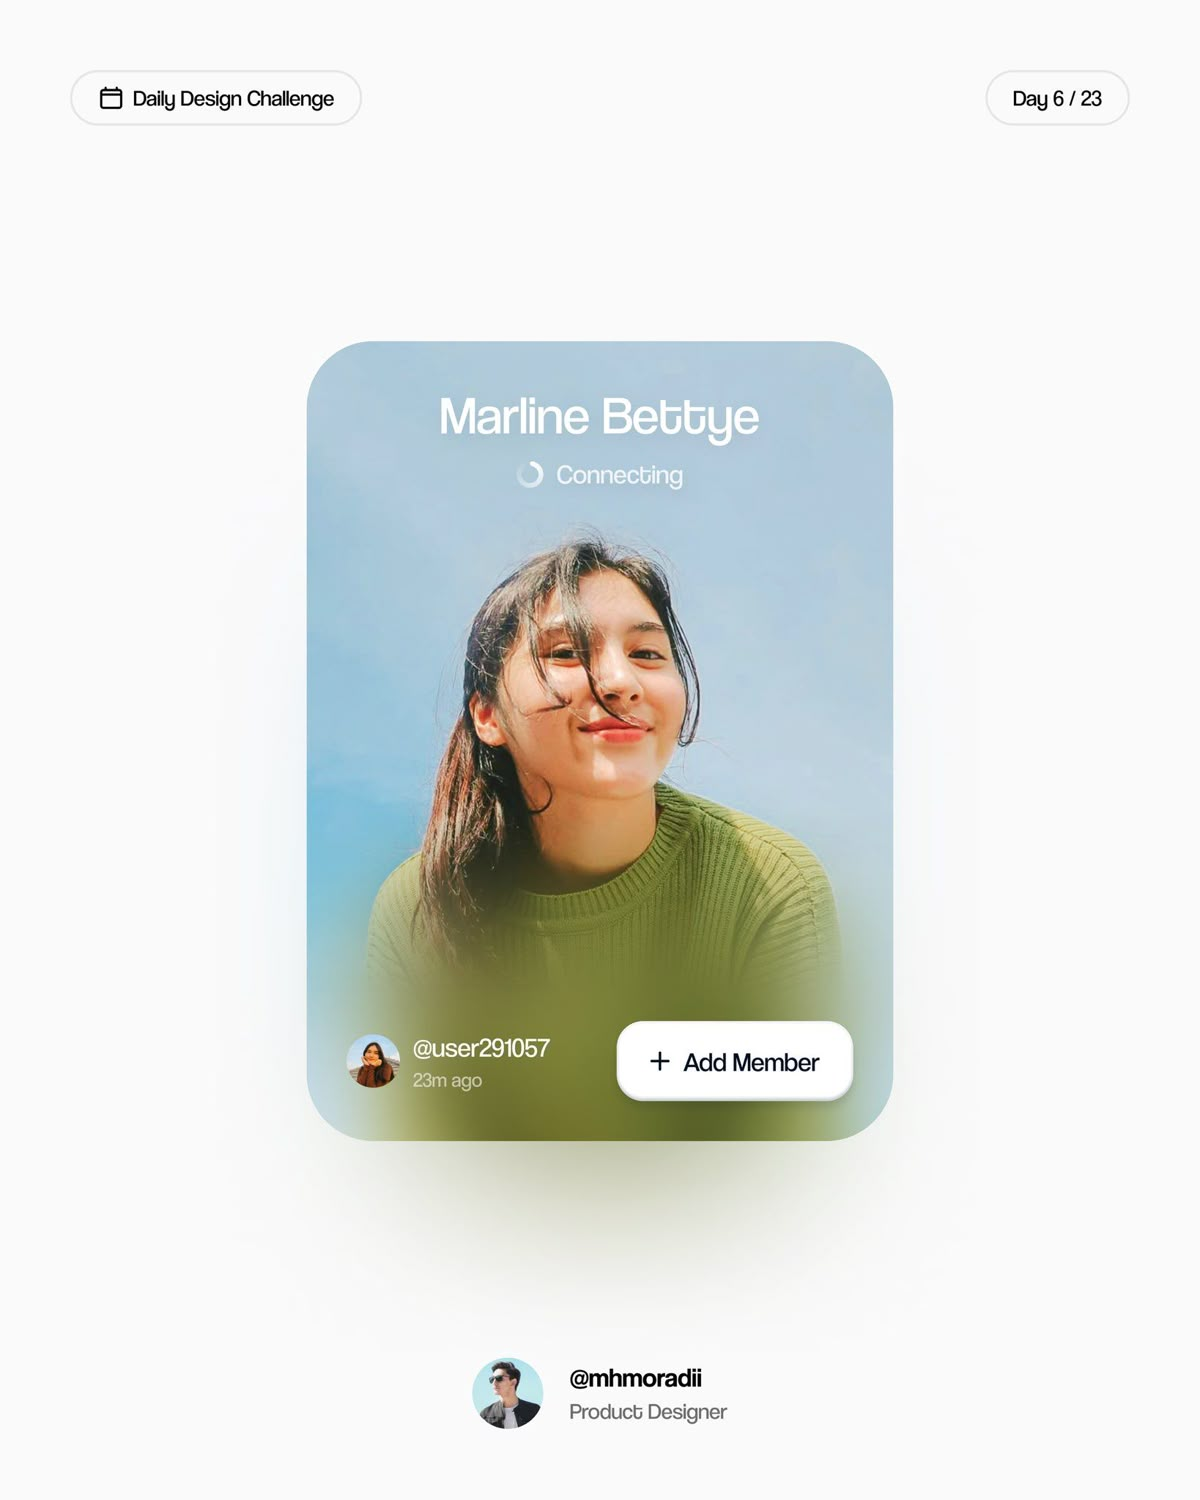 Daily Design Challenge
Day 6 / 23
Marline Bettye
Connecting
@user291057
23m ago
+ Add Member
@mhmoradii
Product Designer